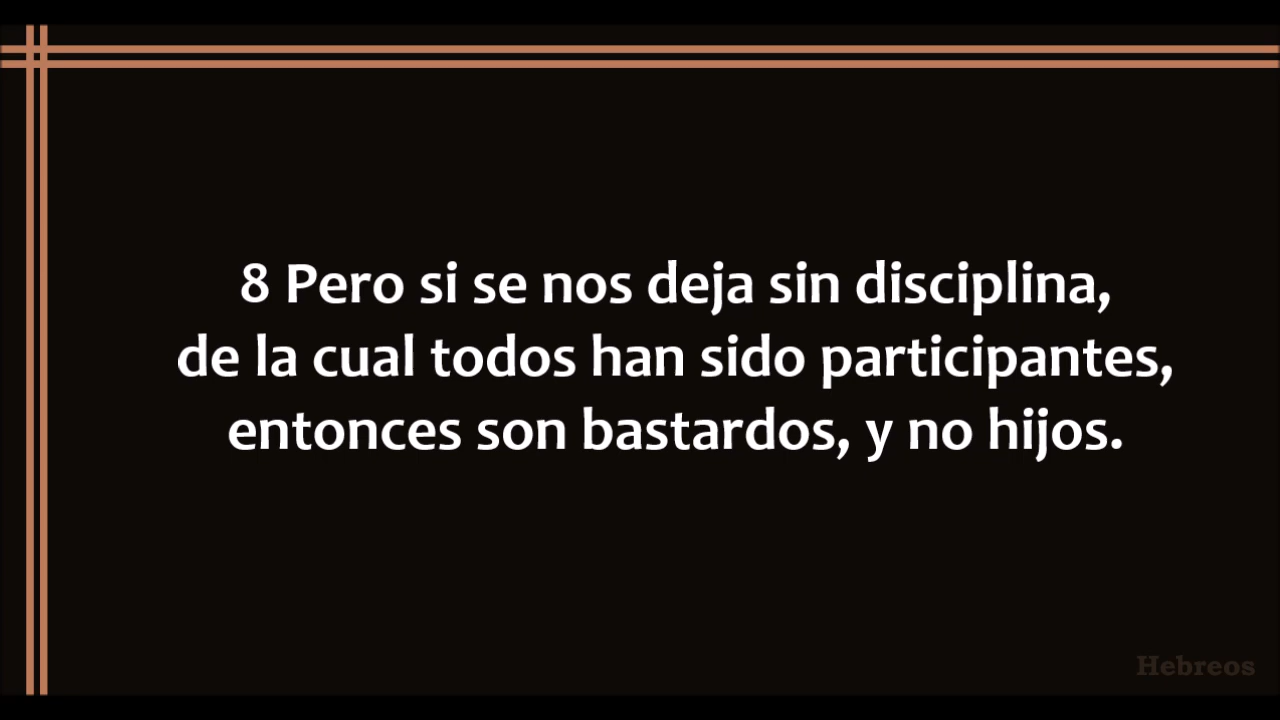 8 Pero si se nos deja sin disciplina,
de la cual todos han sido participantes,
entonces son bastardos, y no hijos.
Hebreos